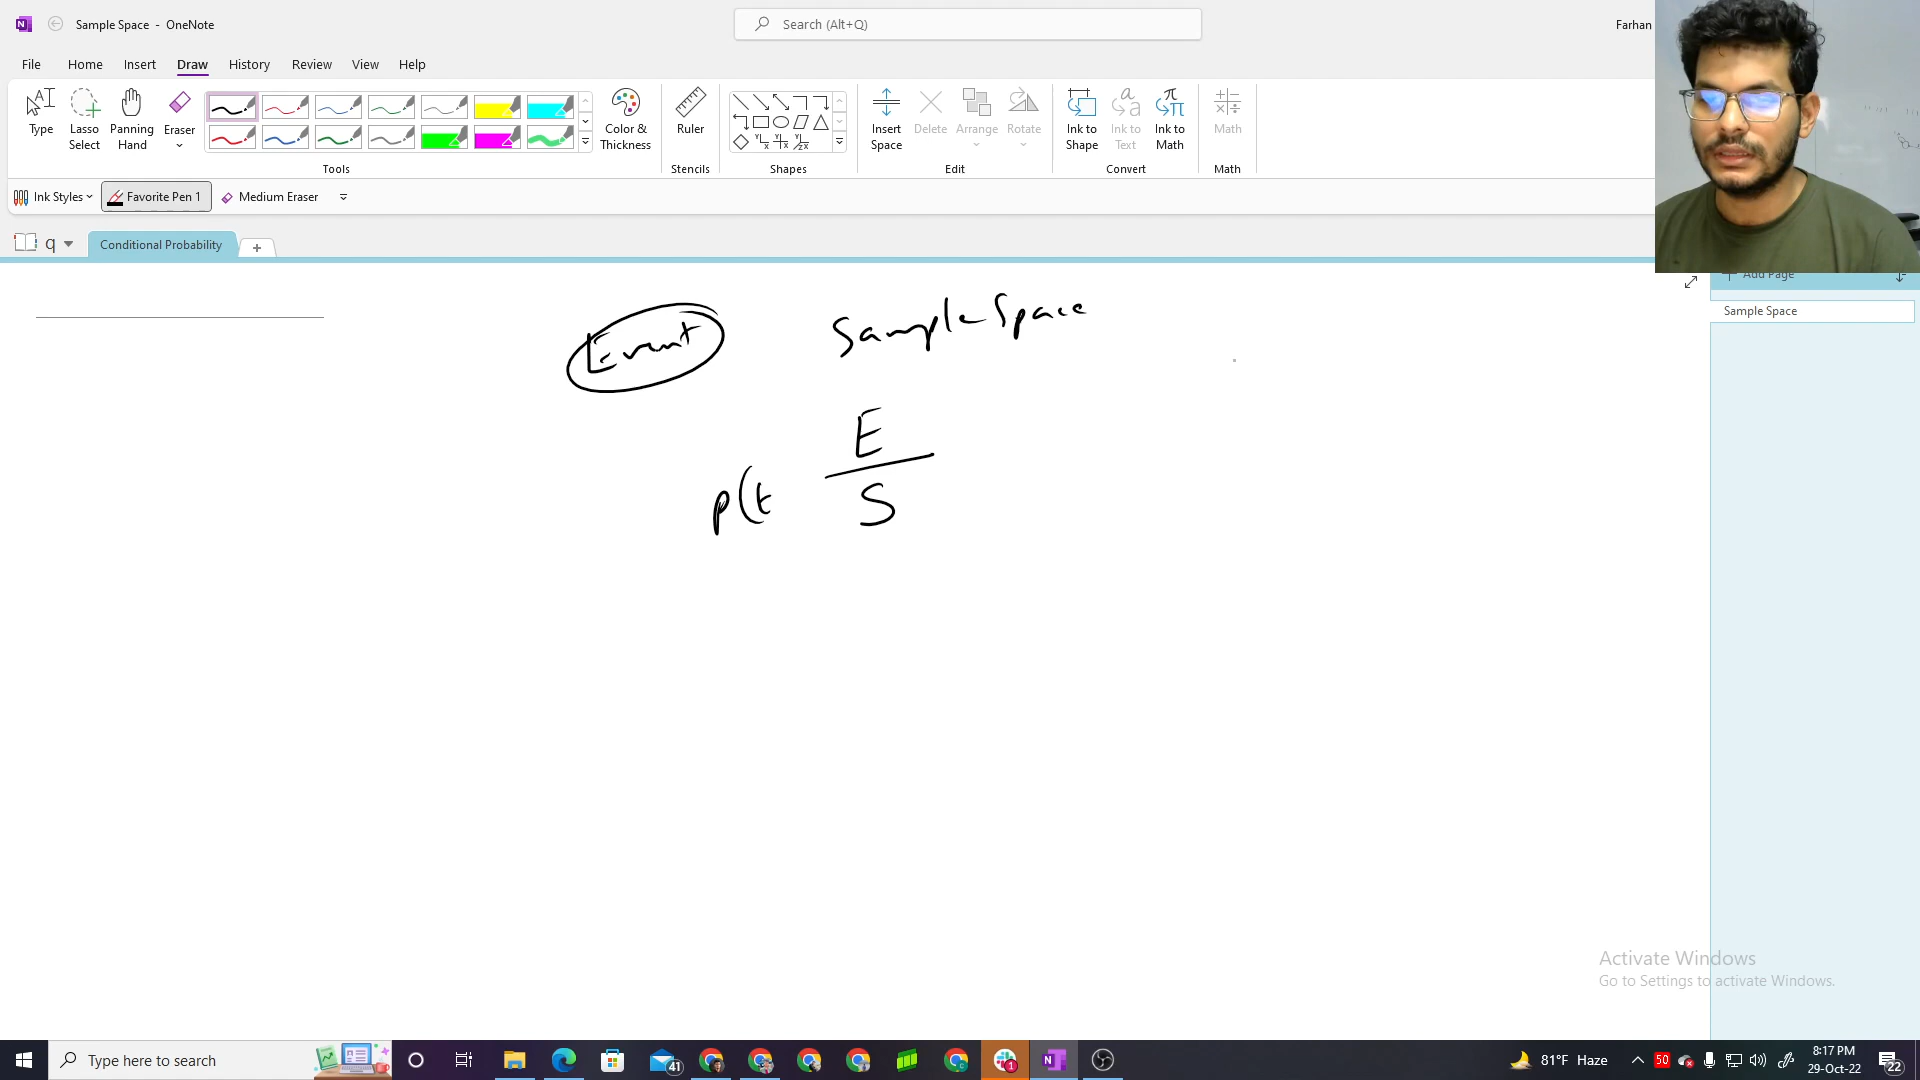 Sample Space - OneNote
Search (Alt+Q)
Farhan
File Home Insert Draw History Review View Help
Type
Lasso Select
Panning Hand
Eraser
Color & Thickness
Ruler
Insert Space
Delete
Arrange
Rotate
Ink to Shape
Ink to Text
Ink to Math
Math
Tools Stencils Shapes Edit Convert Math
Ink Styles Favorite Pen 1 Medium Eraser
q Conditional Probability
Add Page
Sample Space
Event Sample Space
E
p(t
S
Activate Windows
Go to Settings to activate Windows.
Type here to search
41
1
81°F Haze
50
8:17 PM
29-Oct-22
22